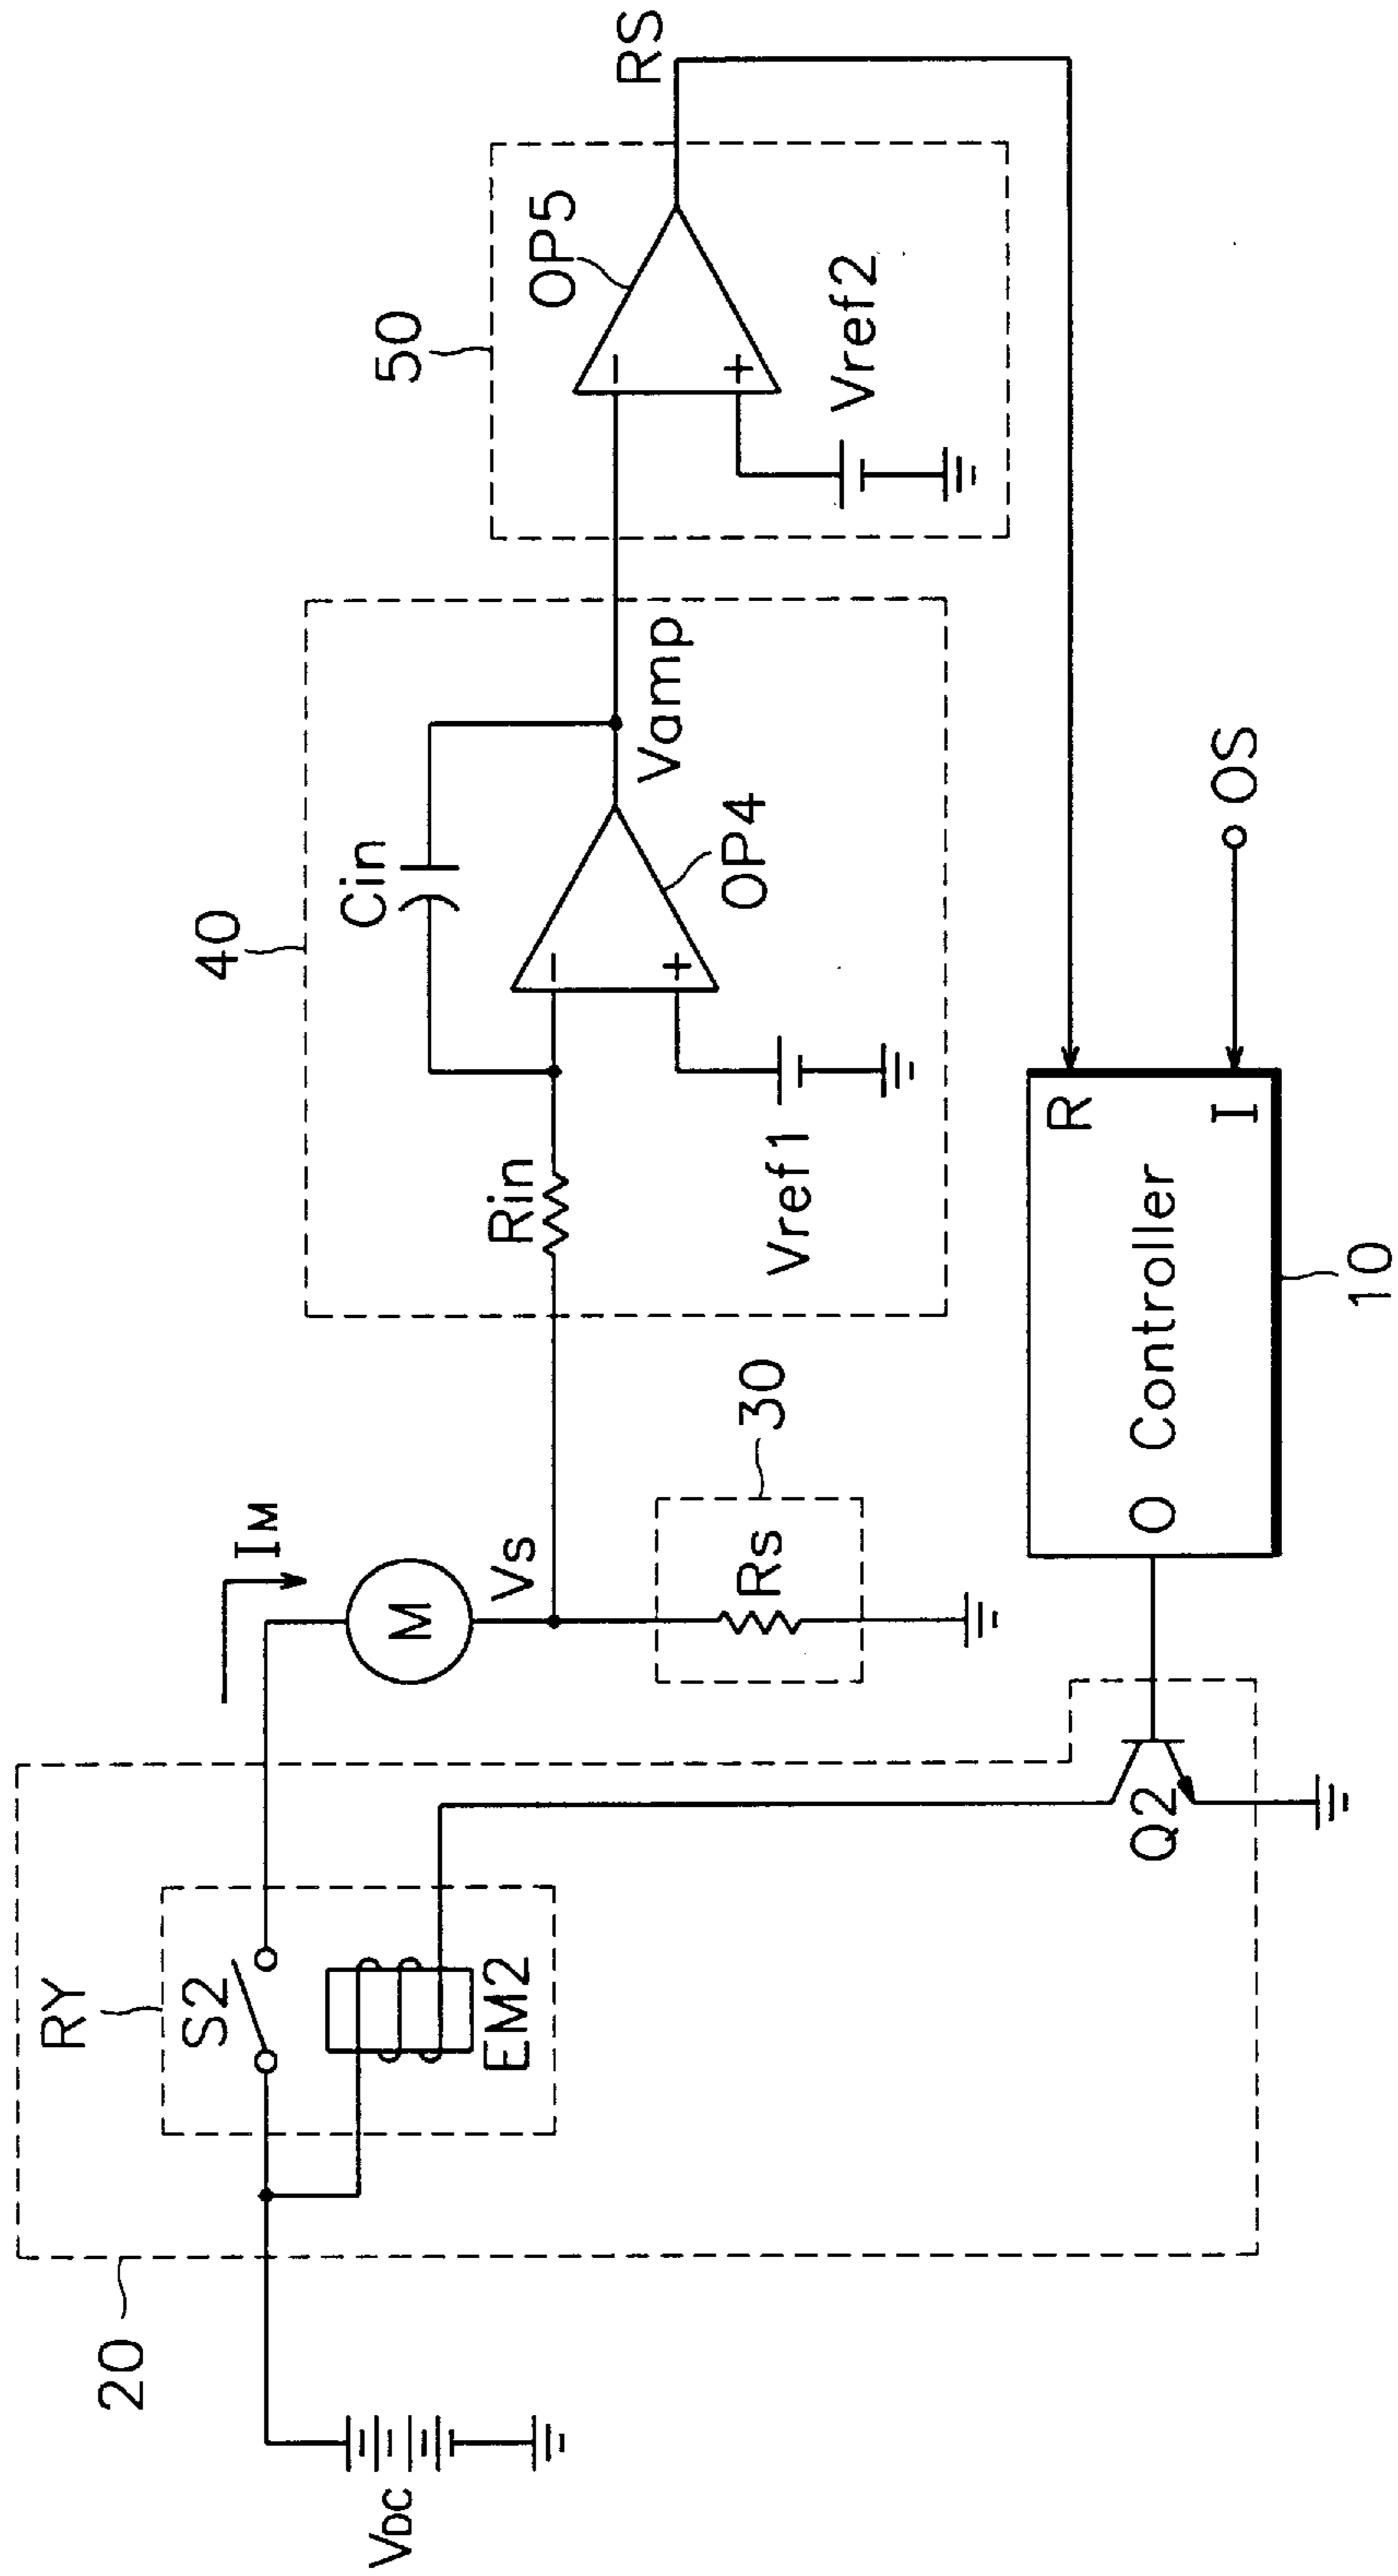 20
RY
S2
EM2
VDC
Q2
IM
M
Vs
30
Rs
40
Cin
Rin
−
+
OP4
Vamp
Vref1
50
OP5
−
+
Vref2
RS
O Controller
R
I
OS
10